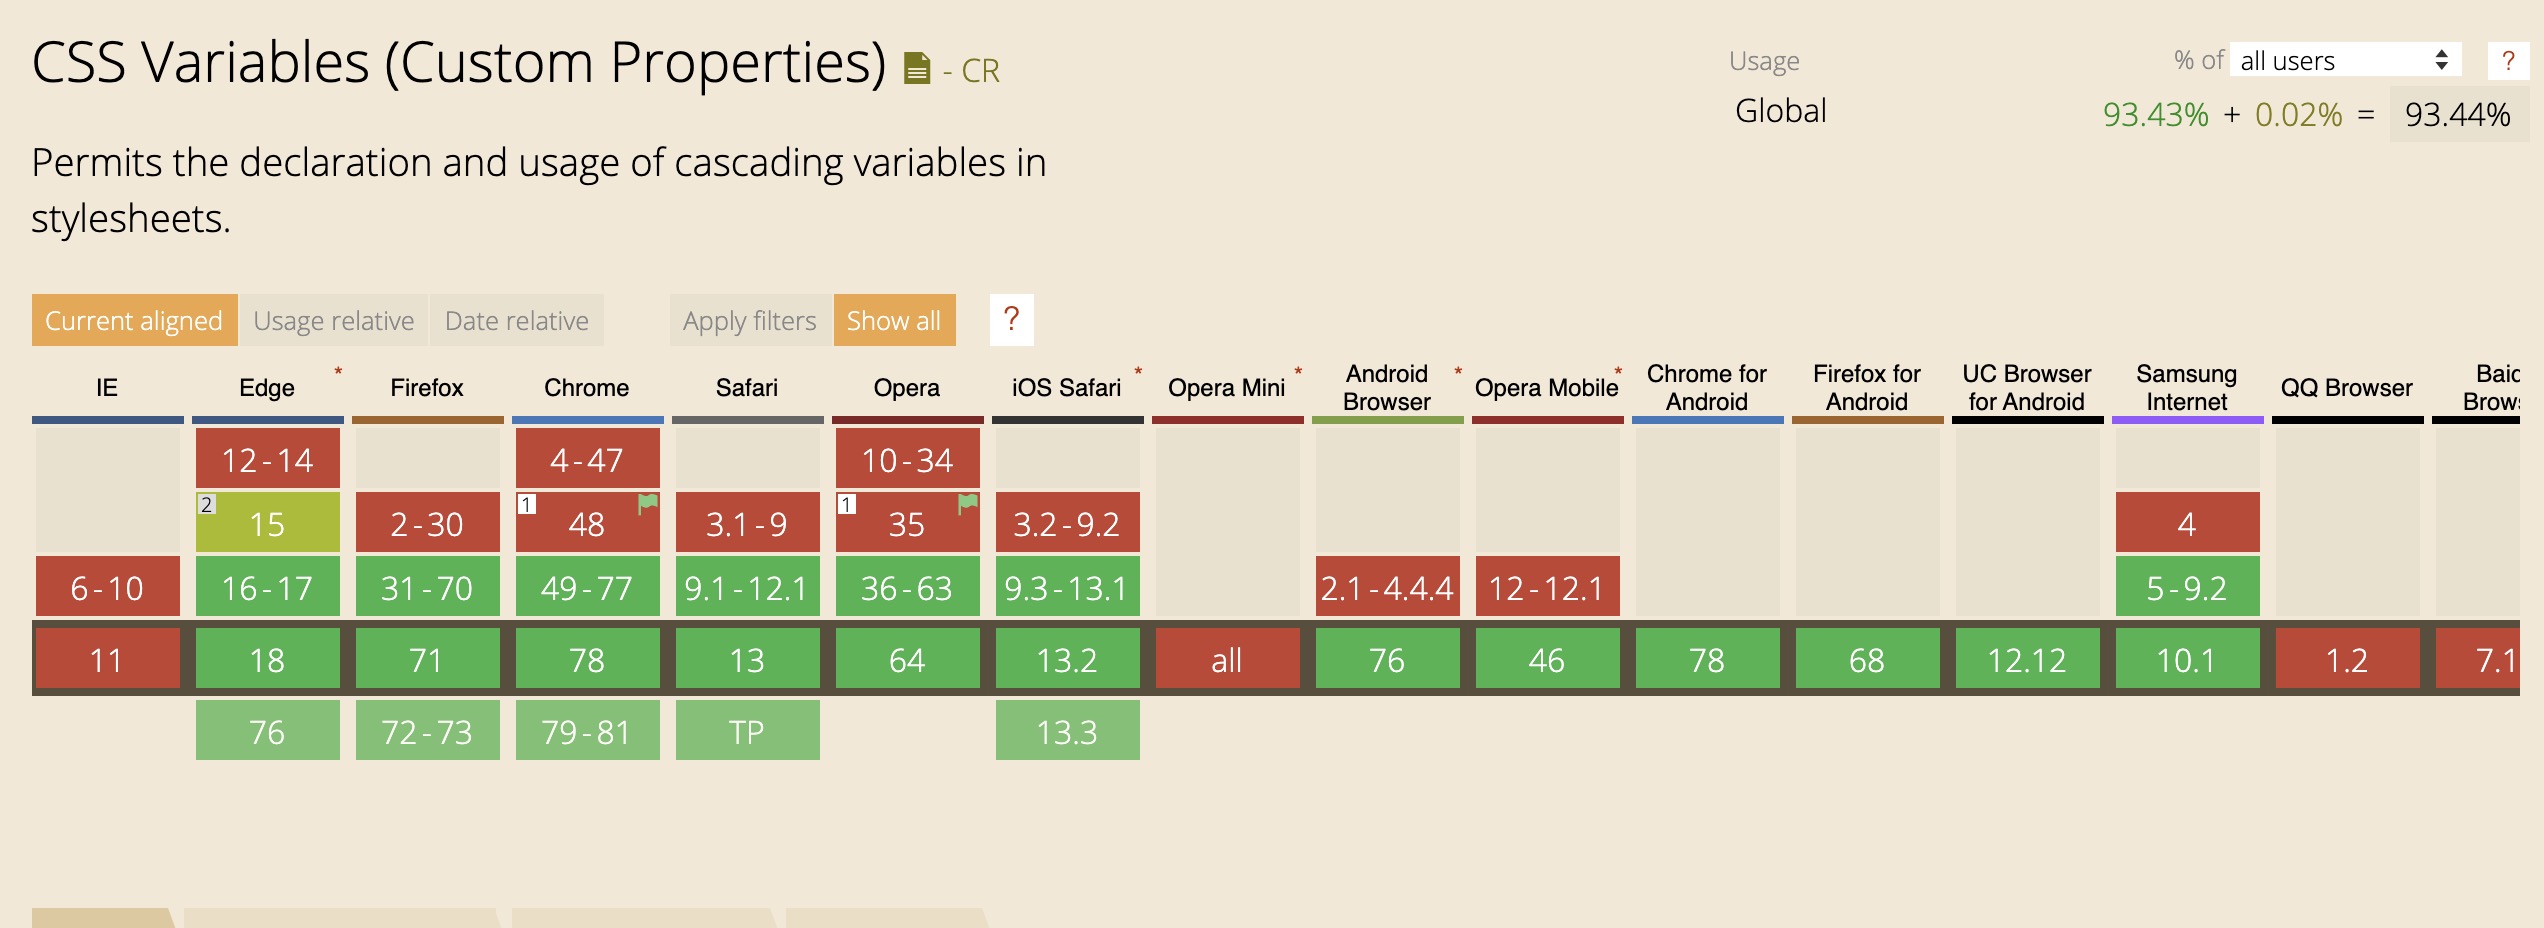 CSS Variables (Custom Properties) - CR
Usage % of all users ?
Global 93.43% + 0.02% = 93.44%
Permits the declaration and usage of cascading variables in
stylesheets.
Current aligned Usage relative Date relative Apply filters Show all ?
IE Edge * Firefox Chrome Safari Opera iOS Safari * Opera Mini * Android Browser * Opera Mobile * Chrome for Android Firefox for Android UC Browser for Android Samsung Internet QQ Browser
12-14 4-47 10-34
2 15 2-30 1 48 3.1-9 1 35 3.2-9.2 4
6-10 16-17 31-70 49-77 9.1-12.1 36-63 9.3-13.1 2.1-4.4.4 12-12.1 5-9.2
11 18 71 78 13 64 13.2 all 76 46 78 68 12.12 10.1 1.2 7.1
76 72-73 79-81 TP 13.3